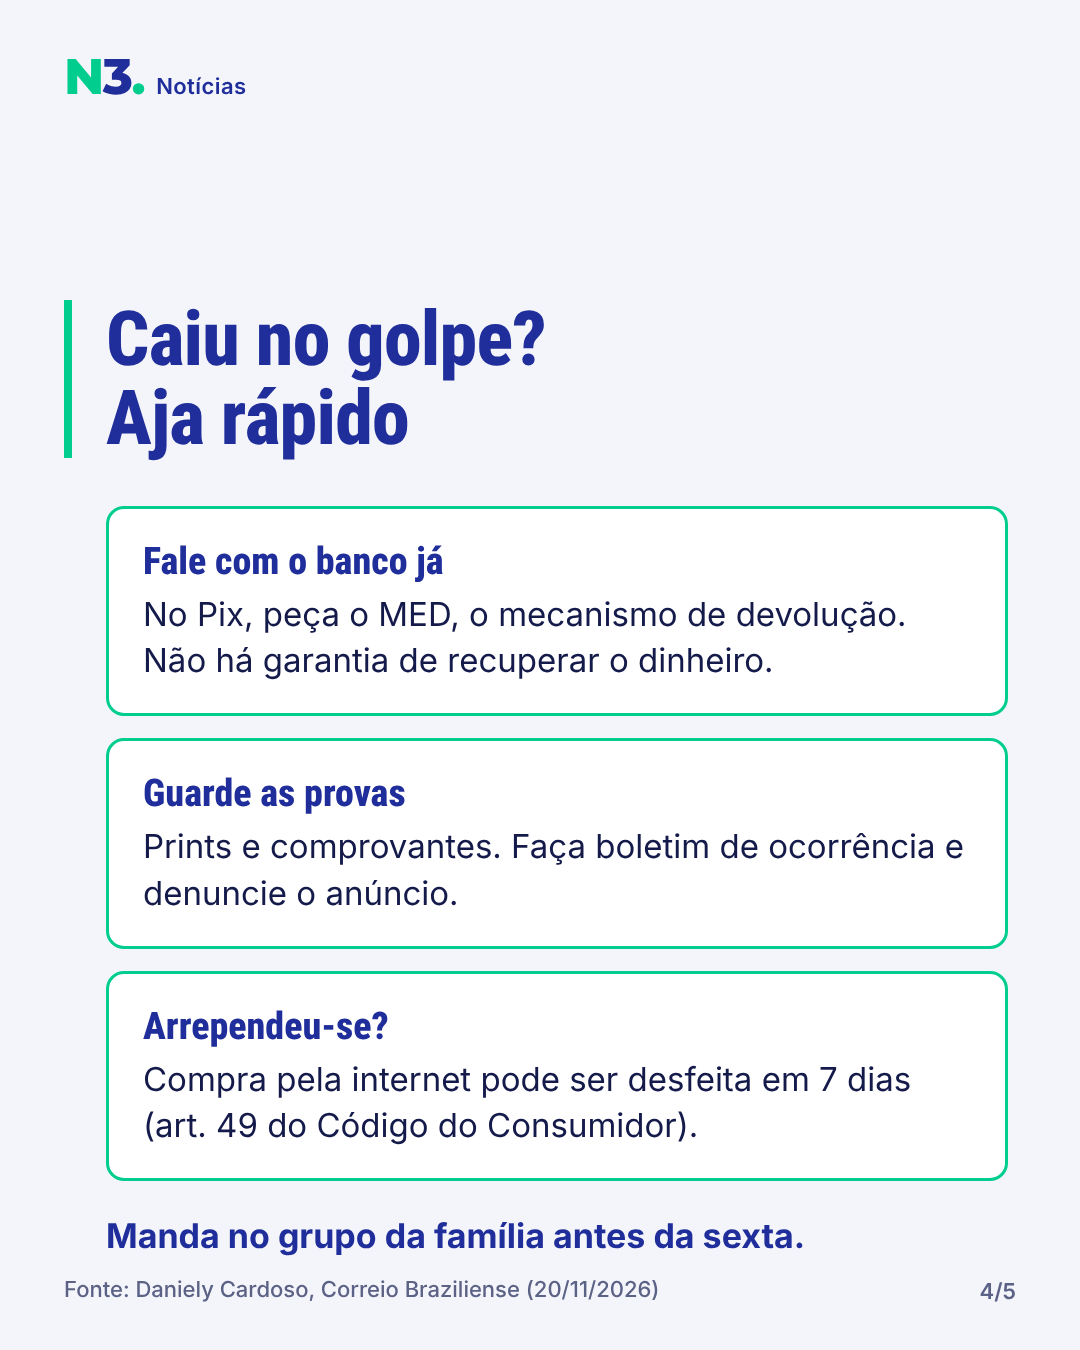 N3. Notícias
Caiu no golpe?
Aja rápido
Fale com o banco já
No Pix, peça o MED, o mecanismo de devolução.
Não há garantia de recuperar o dinheiro.
Guarde as provas
Prints e comprovantes. Faça boletim de ocorrência e
denuncie o anúncio.
Arrependeu-se?
Compra pela internet pode ser desfeita em 7 dias
(art. 49 do Código do Consumidor).
Manda no grupo da família antes da sexta.
Fonte: Daniely Cardoso, Correio Braziliense (20/11/2026)
4/5